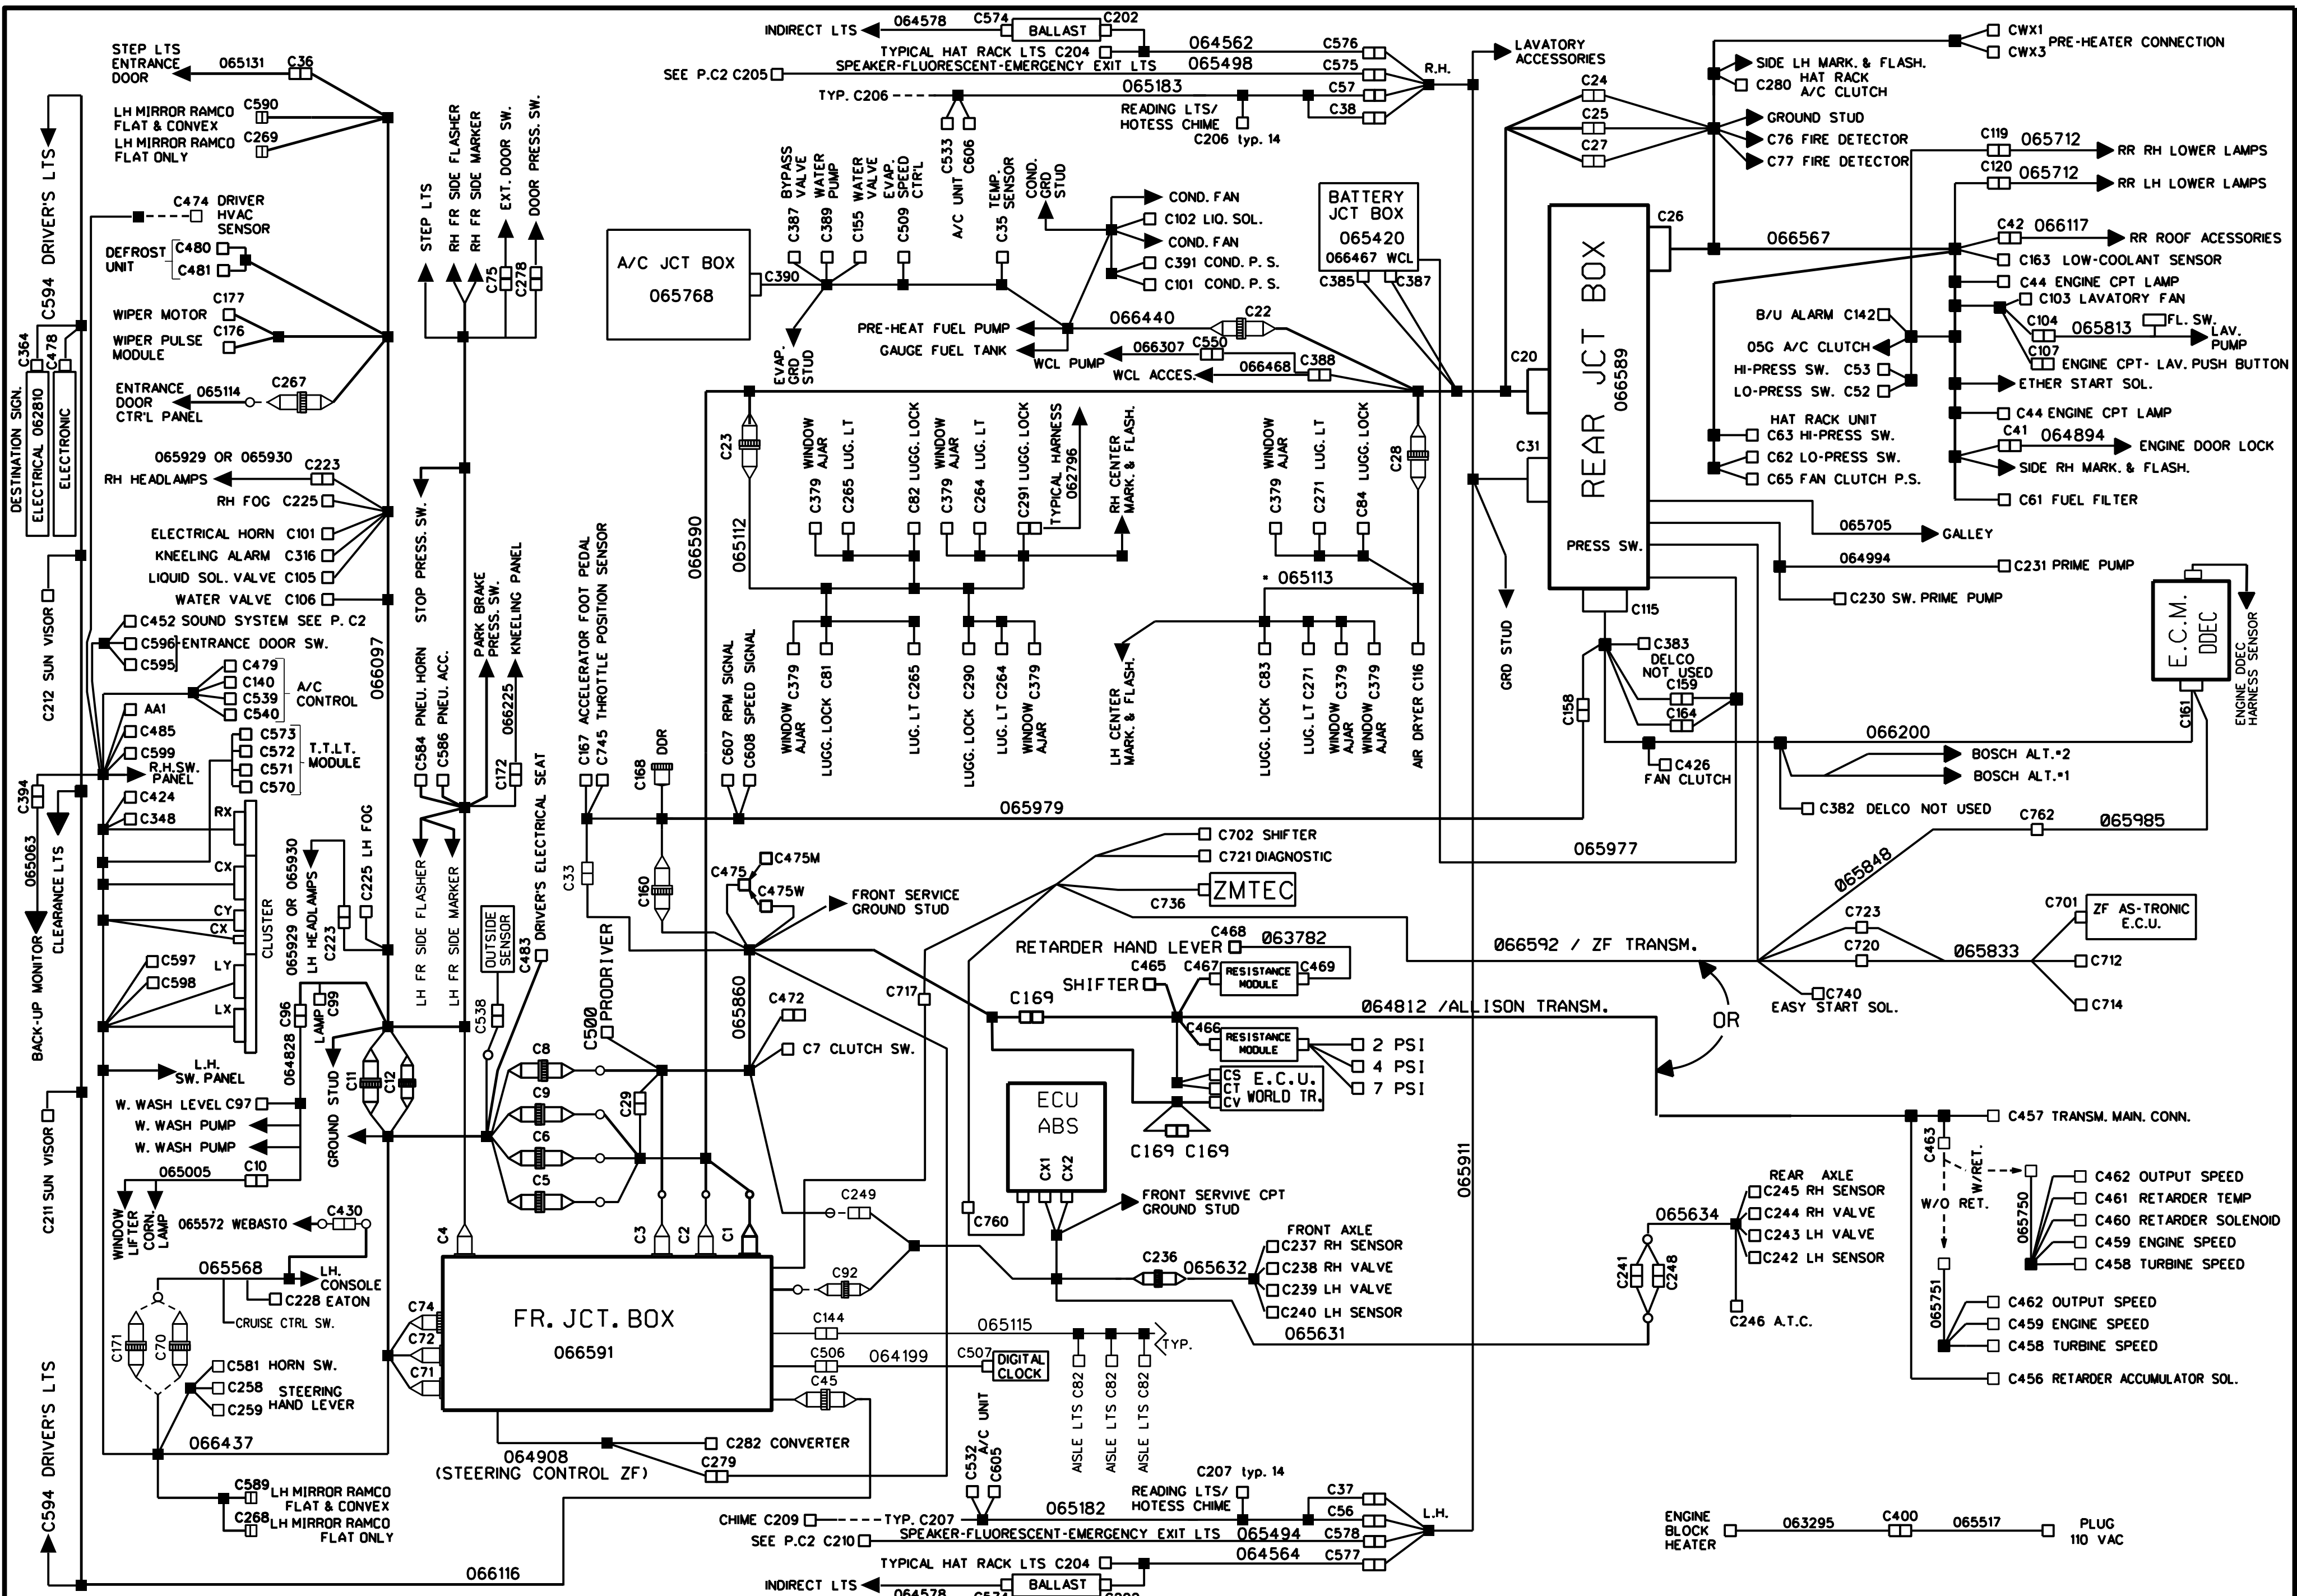 INDIRECT LTS
064578
C574
BALLAST
C202
TYPICAL HAT RACK LTS C204
064562
C576
SPEAKER-FLUORESCENT-EMERGENCY EXIT LTS
SEE P.C2 C205
065498
C575
R.H.
TYP. C206
065183
C57
READING LTS/
HOTESS CHIME
C38
C206 typ. 14
LAVATORY
ACCESSORIES
CWX1
CWX3
PRE-HEATER CONNECTION
SIDE LH MARK. & FLASH.
HAT RACK
C280
A/C CLUTCH
C24
C25
C27
GROUND STUD
C76 FIRE DETECTOR
C77 FIRE DETECTOR
C119
065712
RR RH LOWER LAMPS
C120
065712
RR LH LOWER LAMPS
STEP LTS
ENTRANCE
DOOR
065131
C36
LH MIRROR RAMCO
FLAT & CONVEX
C590
LH MIRROR RAMCO
FLAT ONLY
C269
C594 DRIVER'S LTS
C474
DRIVER
HVAC
SENSOR
DEFROST
UNIT
C480
C481
C177
WIPER MOTOR
C176
WIPER PULSE
MODULE
ENTRANCE
DOOR
CTR'L PANEL
065114
C267
C364
C478
DESTINATION SIGN.
ELECTRICAL 062810
ELECTRONIC
065929 OR 065930
RH HEADLAMPS
C223
RH FOG C225
ELECTRICAL HORN C101
KNEELING ALARM C316
LIQUID SOL. VALVE C105
WATER VALVE C106
C212 SUN VISOR
C452 SOUND SYSTEM SEE P. C2
C596 ENTRANCE DOOR SW.
C595
C479
C140
C539
C540
A/C
CONTROL
AA1
C485
C599
R.H.SW.
PANEL
C573
C572
C571
C570
T.T.LT.
MODULE
C394
C424
C348
065063
BACK-UP MONITOR
CLEARANCE LTS
RX
CX
CY
CX
LY
LX
CLUSTER
C597
C598
L.H.
SW. PANEL
066097
065929 OR 065930
LH HEADLAMPS
C223
C225 LH FOG
064828
C96
LAMP C99
GROUND STUD
C11
C12
W. WASH LEVEL C97
W. WASH PUMP
W. WASH PUMP
065005
C10
C211 SUN VISOR
WINDOW
LIFTER
CORN.
LAMP
065572 WEBASTO
C430
065568
LH.
CONSOLE
C228 EATON
CRUISE CTRL SW.
C171
C70
C581 HORN SW.
C258
C259
STEERING
HAND LEVER
066437
C589
LH MIRROR RAMCO
FLAT & CONVEX
C268
LH MIRROR RAMCO
FLAT ONLY
C594 DRIVER'S LTS
066116
STEP LTS
RH FR SIDE FLASHER
RH FR SIDE MARKER
C75
EXT. DOOR SW.
C278
DOOR PRESS. SW.
STOP PRESS. SW.
C584 PNEU. HORN
C586 PNEU. ACC.
PARK BRAKE
PRESS. SW.
KNEELING PANEL
066225
C172
LH FR SIDE FLASHER
LH FR SIDE MARKER
OUTSIDE
SENSOR
C538
C483
DRIVER'S ELECTRICAL SEAT
A/C JCT BOX
065768
C390
C387
BYPASS
VALVE
C389
WATER
PUMP
C155
WATER
VALVE
C509
EVAP.
SPEED
CTR'L
C533
C606
A/C UNIT
C35
TEMP.
SENSOR
COND.
GRD
STUD
EVAP.
GRD
STUD
COND. FAN
C102 LIQ. SOL.
COND. FAN
C391 COND. P. S.
C101 COND. P. S.
PRE-HEAT FUEL PUMP
GAUGE FUEL TANK
066440
C22
WCL PUMP
066307
C550
WCL ACCES.
066468
C388
BATTERY
JCT BOX
065420
066467 WCL
C385
C387
C23
066590
065112
WINDOW
AJAR
C379
C265 LUG. LT
C82 LUGG. LOCK
WINDOW
AJAR
C379
C264 LUG. LT
C291 LUGG. LOCK
TYPICAL HARNESS
062796
RH CENTER
MARK. & FLASH.
WINDOW
AJAR
C379
C271 LUG. LT
C84 LUGG. LOCK
C28
* 065113
WINDOW C379
AJAR
LUGG. LOCK C81
LUG. LT C265
LUGG. LOCK C290
LUG. LT C264
WINDOW C379
AJAR
LH CENTER
MARK. & FLASH.
LUGG. LOCK C83
LUG. LT C271
WINDOW C379
AJAR
WINDOW C379
AJAR
AIR DRYER C116
C167 ACCELERATOR FOOT PEDAL
C745 THROTTLE POSITION SENSOR
C168
DDR
C607 RPM SIGNAL
C608 SPEED SIGNAL
C33
C160
065979
C475
C475M
C475W
FRONT SERVICE
GROUND STUD
065860
C472
C7 CLUTCH SW.
C500 PRODRIVER
C8
C9
C6
C5
C29
C4
C3
C2
C1
C74
C72
C71
FR. JCT. BOX
066591
C249
C92
C144
065115
TYP.
C506
064199
C507
DIGITAL
CLOCK
C45
AISLE LTS C82
AISLE LTS C82
AISLE LTS C82
064908
(STEERING CONTROL ZF)
C282 CONVERTER
C279
C532
C605
A/C UNIT
C207 typ. 14
READING LTS/
HOTESS CHIME
CHIME C209
TYP. C207
065182
C37
C56
L.H.
SEE P.C2 C210
SPEAKER-FLUORESCENT-EMERGENCY EXIT LTS
065494
C578
TYPICAL HAT RACK LTS C204
064564
C577
INDIRECT LTS
064578
C574
BALLAST
C717
C702 SHIFTER
C721 DIAGNOSTIC
C736
ZMTEC
RETARDER HAND LEVER
C468
063782
SHIFTER
C465
C467
RESISTANCE
MODULE
C469
C169
C466
RESISTANCE
MODULE
2 PSI
4 PSI
7 PSI
CS
CT
CV
E.C.U.
WORLD TR.
C169 C169
ECU
ABS
CX1
CX2
C760
FRONT SERVIVE CPT
GROUND STUD
C236
065632
FRONT AXLE
C237 RH SENSOR
C238 RH VALVE
C239 LH VALVE
C240 LH SENSOR
065631
065911
066592 / ZF TRANSM.
064812 /ALLISON TRANSM.
OR
C241
C248
065634
REAR AXLE
C245 RH SENSOR
C244 RH VALVE
C243 LH VALVE
C242 LH SENSOR
C246 A.T.C.
REAR JCT BOX
066589
C20
C31
C26
PRESS SW.
C115
GRD STUD
066567
C42
066117
RR ROOF ACESSORIES
C163 LOW-COOLANT SENSOR
C44 ENGINE CPT LAMP
C103 LAVATORY FAN
B/U ALARM C142
C104
065813
FL. SW.
LAV.
PUMP
05G A/C CLUTCH
C107
ENGINE CPT- LAV. PUSH BUTTON
HI-PRESS SW. C53
LO-PRESS SW. C52
ETHER START SOL.
HAT RACK UNIT
C63 HI-PRESS SW.
C62 LO-PRESS SW.
C65 FAN CLUTCH P.S.
C44 ENGINE CPT LAMP
C41
064894
ENGINE DOOR LOCK
SIDE RH MARK. & FLASH.
C61 FUEL FILTER
065705
GALLEY
064994
C231 PRIME PUMP
C230 SW. PRIME PUMP
E.C.M.
DDEC
ENGINE DDEC
HARNESS SENSOR
C161
C158
C383
DELCO
NOT USED
C159
C164
066200
C426
FAN CLUTCH
BOSCH ALT.*2
BOSCH ALT.*1
C382 DELCO NOT USED
065977
C762
065985
065848
C723
C720
065833
C701
ZF AS-TRONIC
E.C.U.
C712
C714
C740
EASY START SOL.
C457 TRANSM. MAIN. CONN.
C463
W/RET.
W/O RET.
065750
C462 OUTPUT SPEED
C461 RETARDER TEMP
C460 RETARDER SOLENOID
C459 ENGINE SPEED
C458 TURBINE SPEED
065751
C462 OUTPUT SPEED
C459 ENGINE SPEED
C458 TURBINE SPEED
C456 RETARDER ACCUMULATOR SOL.
ENGINE
BLOCK
HEATER
063295
C400
065517
PLUG
110 VAC